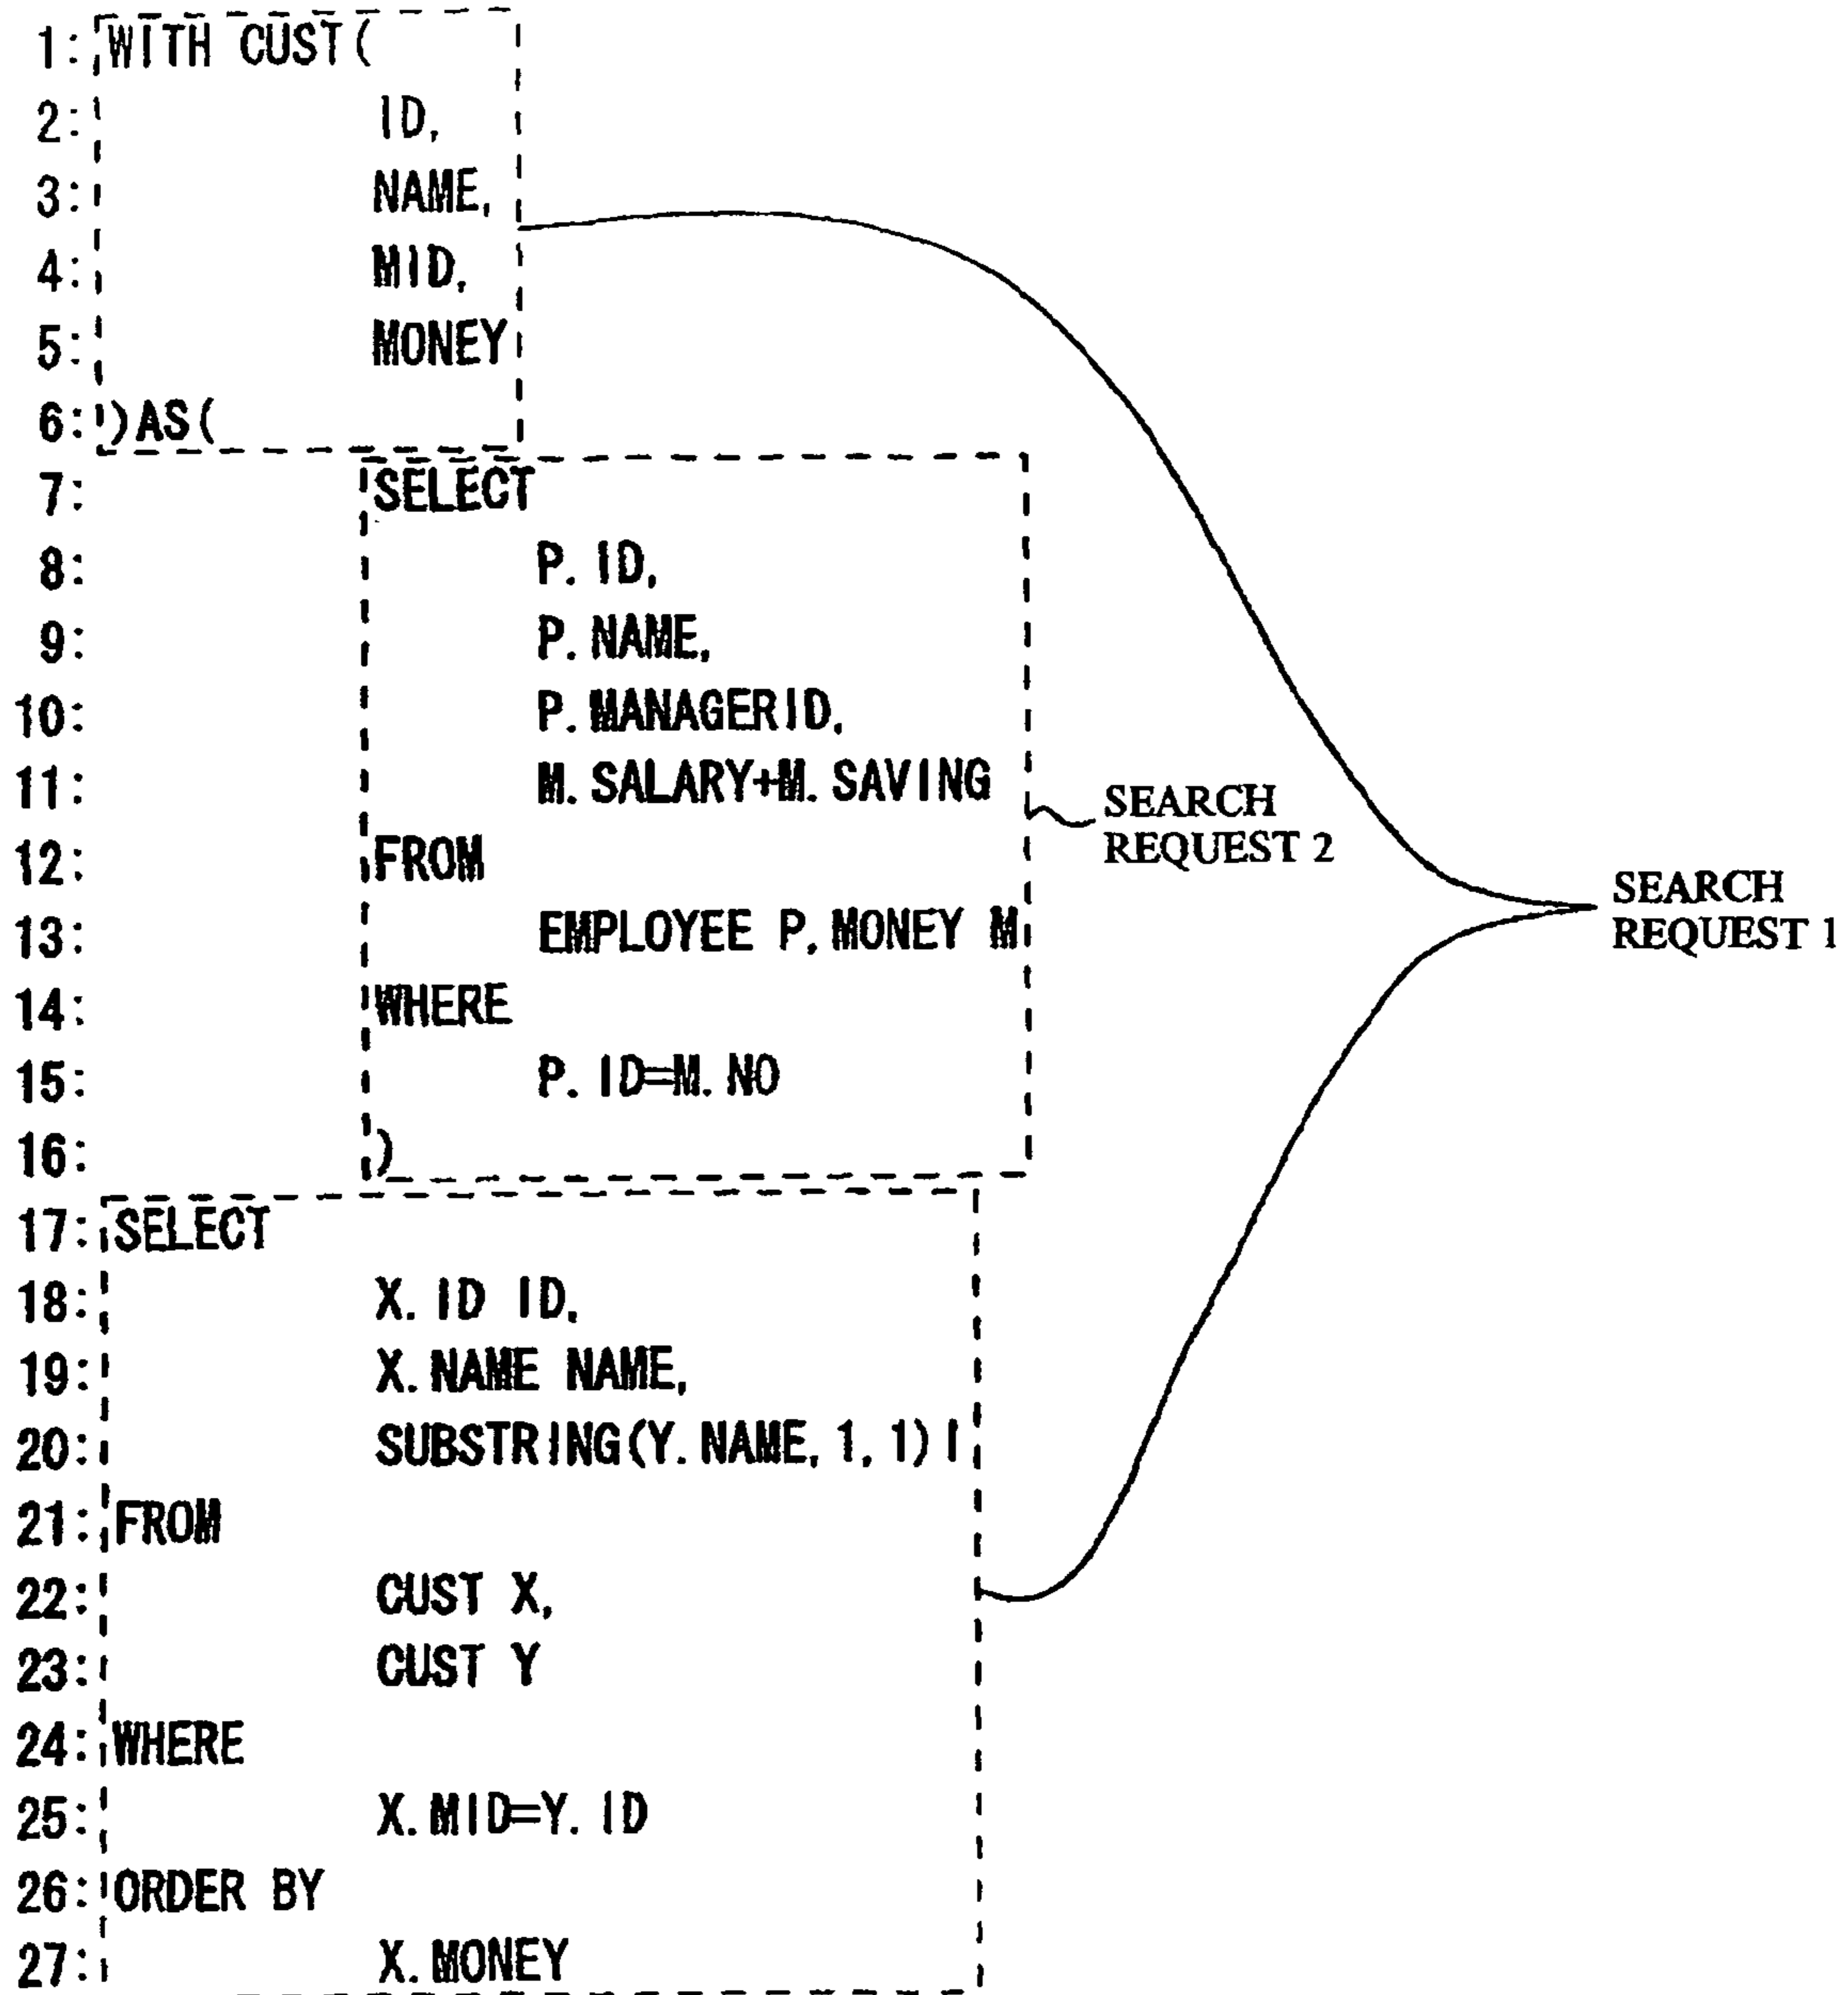 1: WITH CUST(
2: ID,
3: NAME,
4: MID,
5: MONEY
6: )AS(
7: SELECT
8: P. ID,
9: P. NAME,
10: P. MANAGERID,
11: M. SALARY+M. SAVING
12: FROM
13: EMPLOYEE P, MONEY M
14: WHERE
15: P. ID=M. NO
16: )
17: SELECT
18: X. ID ID,
19: X. NAME NAME,
20: SUBSTRING(Y. NAME, 1, 1) I
21: FROM
22: CUST X,
23: CUST Y
24: WHERE
25: X. MID=Y. ID
26: ORDER BY
27: X. MONEY
SEARCH
REQUEST 2
SEARCH
REQUEST 1